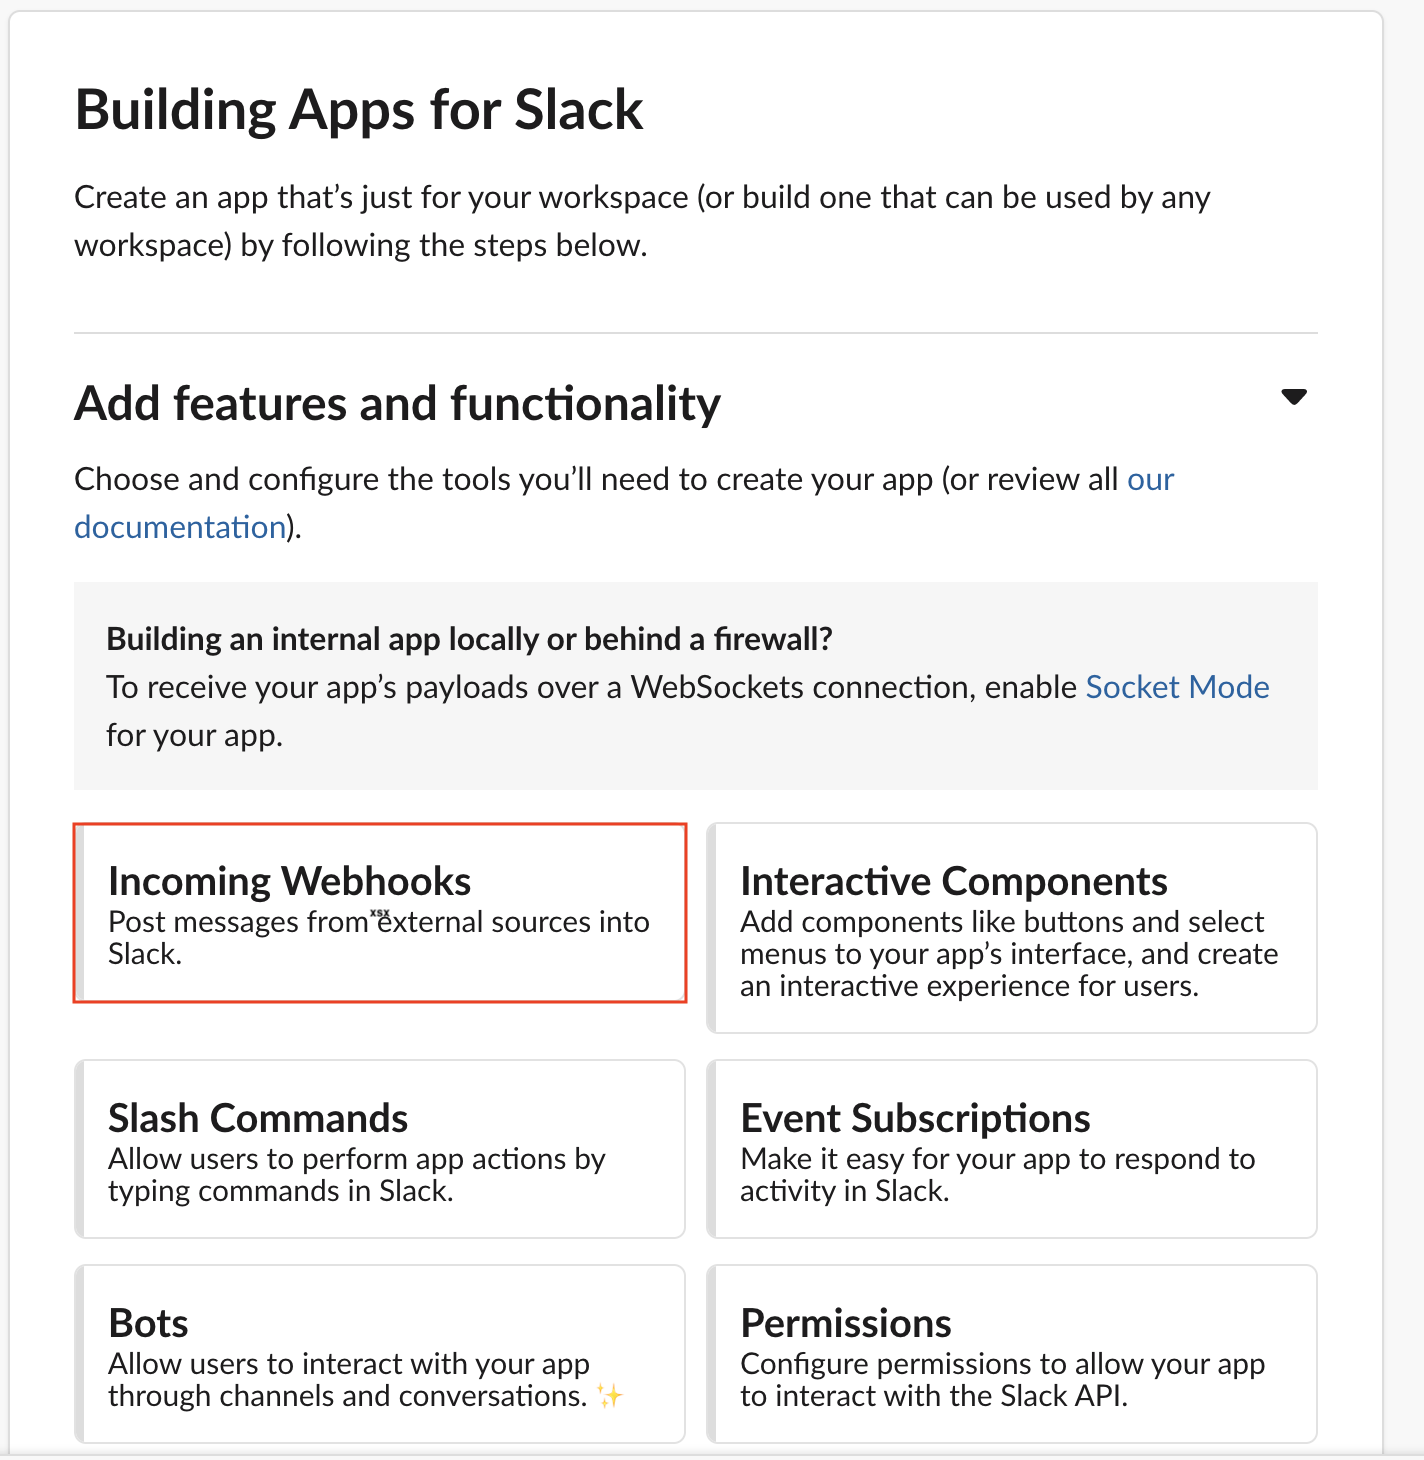 Building Apps for Slack
Create an app that’s just for your workspace (or build one that can be used by any
workspace) by following the steps below.
Add features and functionality
Choose and configure the tools you’ll need to create your app (or review all our
documentation).
Building an internal app locally or behind a firewall?
To receive your app’s payloads over a WebSockets connection, enable Socket Mode
for your app.
Incoming Webhooks
Post messages from external sources into
Slack.
Interactive Components
Add components like buttons and select
menus to your app’s interface, and create
an interactive experience for users.
Slash Commands
Allow users to perform app actions by
typing commands in Slack.
Event Subscriptions
Make it easy for your app to respond to
activity in Slack.
Bots
Allow users to interact with your app
through channels and conversations. ✨
Permissions
Configure permissions to allow your app
to interact with the Slack API.